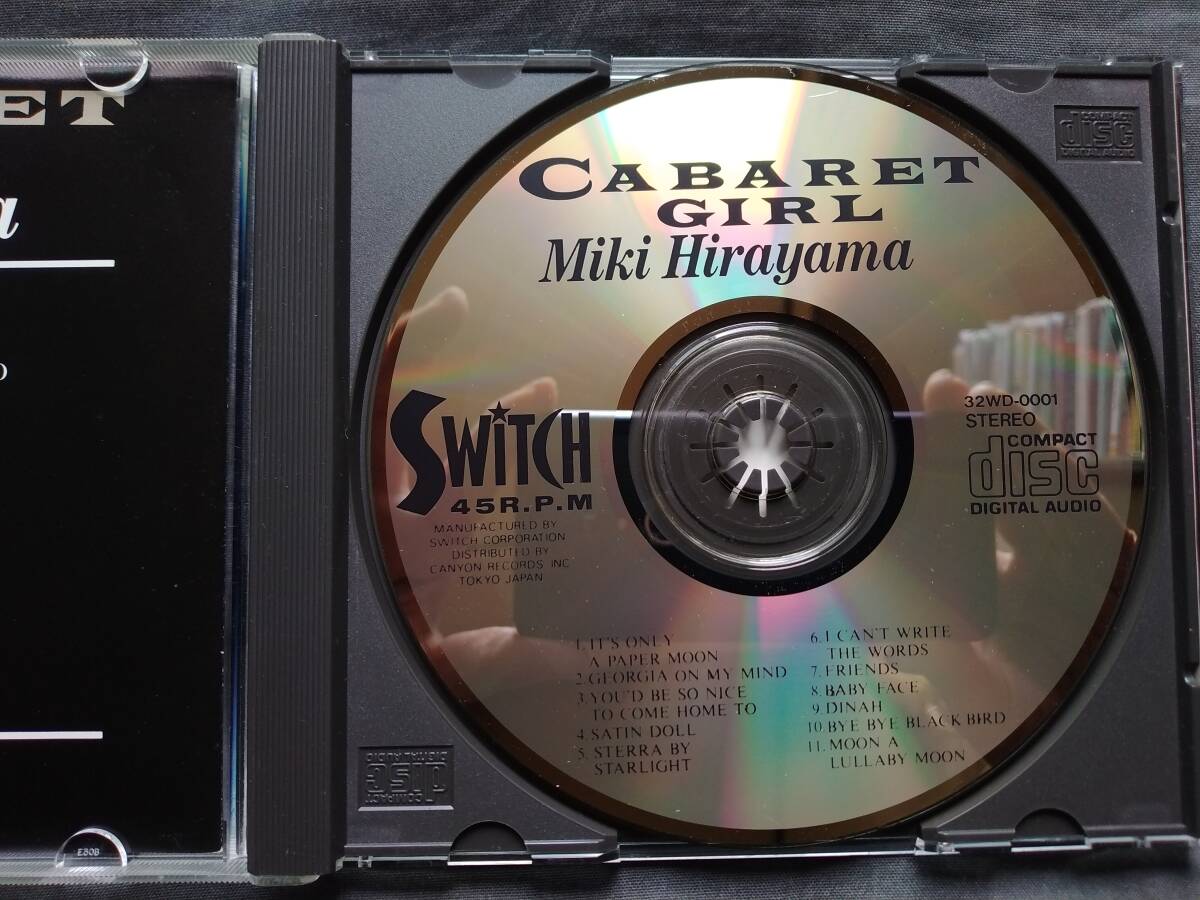 ET
a
O
E30B
COMPACT
disc
DIGITAL AUDIO
CABARET
GIRL
Miki Hirayama
SWiTCH
45R.P.M
MANUFACTURED BY
SWITCH CORPORATION
DISTRIBUTED BY
CANYON RECORDS INC
TOKYO JAPAN
32WD-0001
STEREO
COMPACT
disc
DIGITAL AUDIO
1. IT'S ONLY
A PAPER MOON
2. GEORGIA ON MY MIND
3. YOU'D BE SO NICE
TO COME HOME TO
4 SATIN DOLL
5. STERRA BY
STARLIGHT
6. I CAN'T WRITE
THE WORDS
7. FRIENDS
8. BABY FACE
9. DINAH
10. BYE BYE BLACK BIRD
11. MOON A
LULLABY MOON
COMPACT
disc
DIGITAL AUDIO